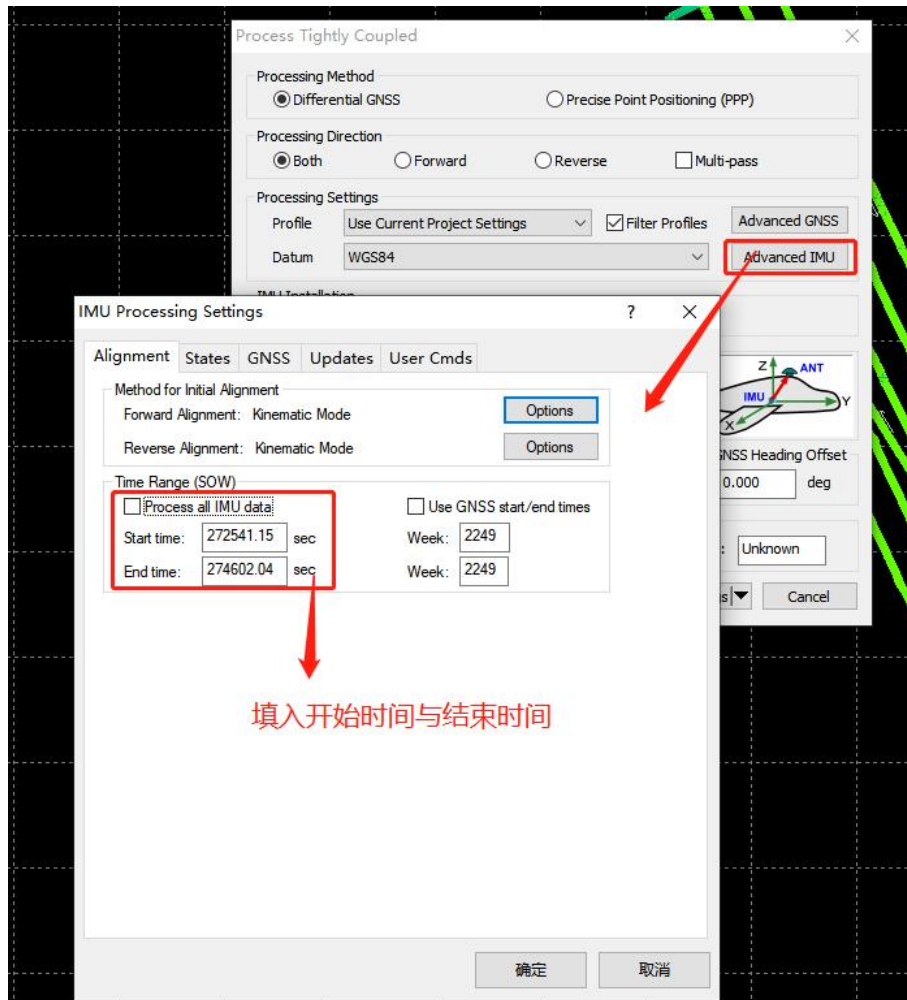 Process Tightly Coupled
Processing Method
Differential GNSS Precise Point Positioning (PPP)
Processing Direction
Both Forward Reverse Multi-pass
Processing Settings
Profile Use Current Project Settings Filter Profiles Advanced GNSS
Datum WGS84 Advanced IMU
IMU Installation
IMU Processing Settings ?
Alignment States GNSS Updates User Cmds
Method for Initial Alignment
Forward Alignment: Kinematic Mode Options
Reverse Alignment: Kinematic Mode Options
Z ANT
IMU Y
X
Time Range (SOW)
Process all IMU data Use GNSS start/end times
Start time: 272541.15 sec Week: 2249
End time: 274602.04 sec Week: 2249
NSS Heading Offset
0.000 deg
: Unknown
s Cancel
填入开始时间与结束时间
确定 取消